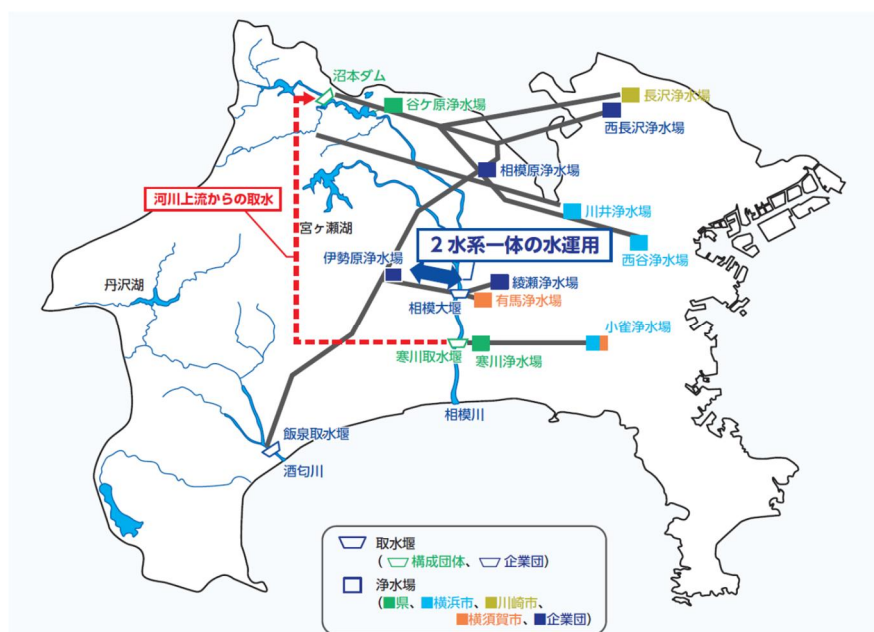 沼本ダム
谷ケ原浄水場
長沢浄水場
西長沢浄水場
相模原浄水場
河川上流からの取水
川井浄水場
宮ヶ瀬湖
2水系一体の水運用
西谷浄水場
伊勢原浄水場
丹沢湖
綾瀬浄水場
相模大堰
有馬浄水場
小雀浄水場
寒川取水堰
寒川浄水場
相模川
飯泉取水堰
酒匂川
取水堰
(構成団体、企業団)
浄水場
(県、横浜市、川崎市、
横須賀市、企業団)